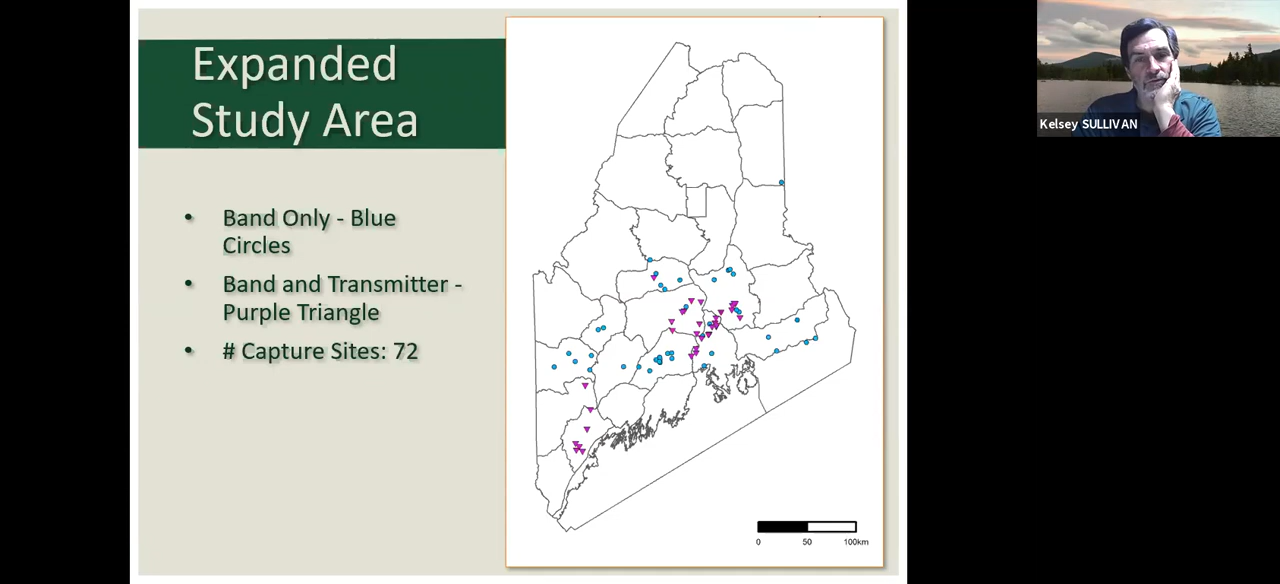 Expanded
Study Area
• Band Only - Blue
Circles
• Band and Transmitter -
Purple Triangle
• # Capture Sites: 72
0 50 100km
Kelsey SULLIVAN